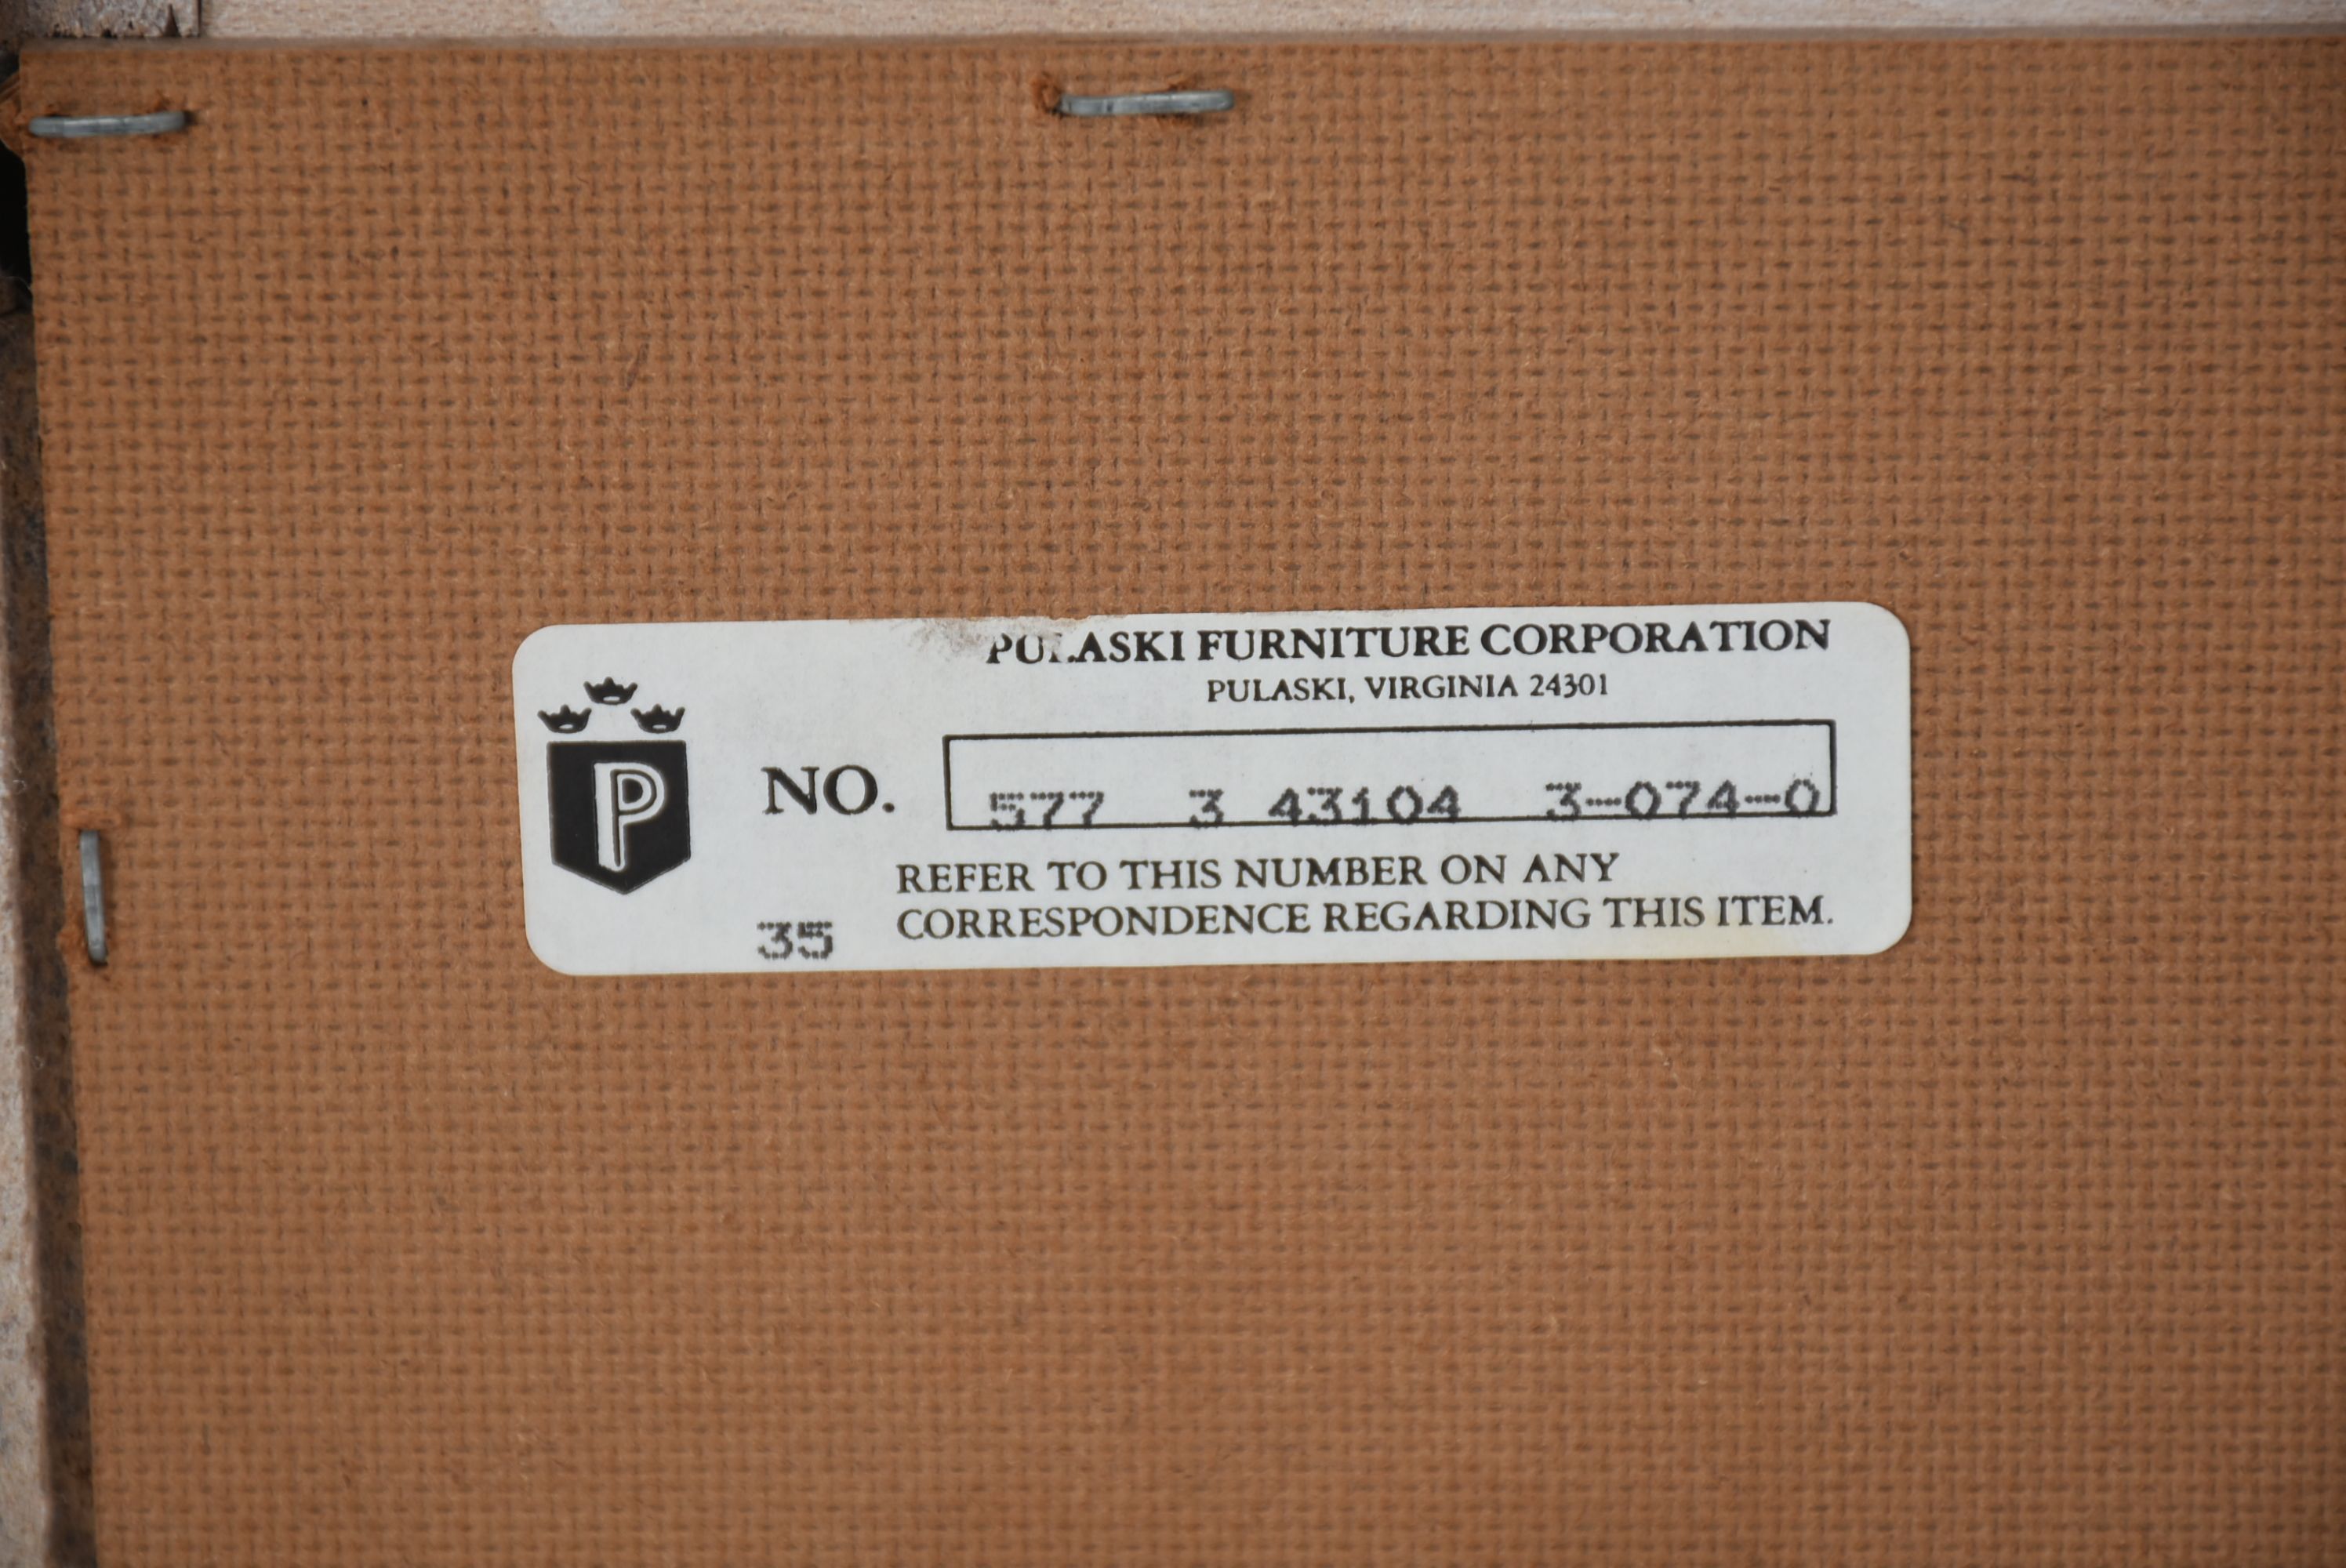 PULASKI FURNITURE CORPORATION
PULASKI, VIRGINIA 24301
P
NO. 577 3 43104 3-074-0
REFER TO THIS NUMBER ON ANY
CORRESPONDENCE REGARDING THIS ITEM.
35